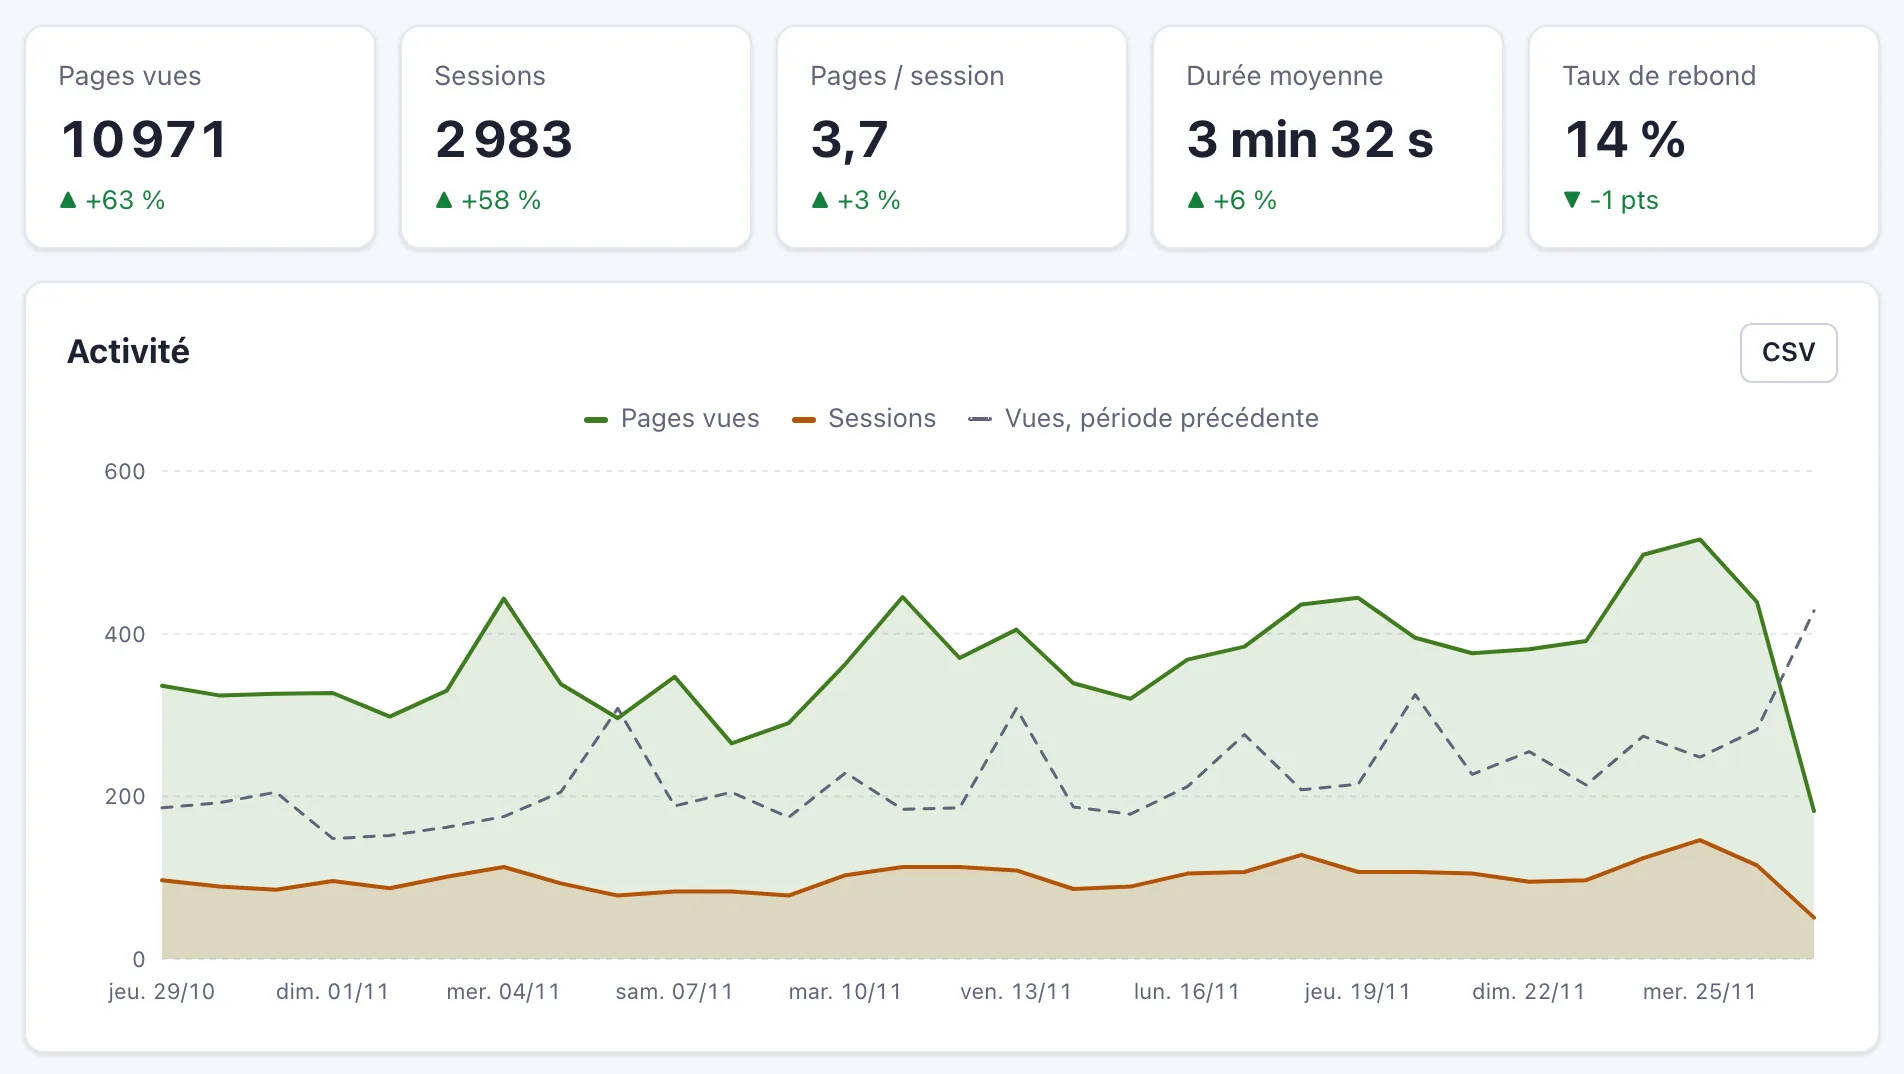 Pages vues
10 971
▲ +63 %
Sessions
2 983
▲ +58 %
Pages / session
3,7
▲ +3 %
Durée moyenne
3 min 32 s
▲ +6 %
Taux de rebond
14 %
▼ -1 pts
Activité
CSV
Pages vues
Sessions
Vues, période précédente
600
400
200
0
jeu. 29/10
dim. 01/11
mer. 04/11
sam. 07/11
mar. 10/11
ven. 13/11
lun. 16/11
jeu. 19/11
dim. 22/11
mer. 25/11